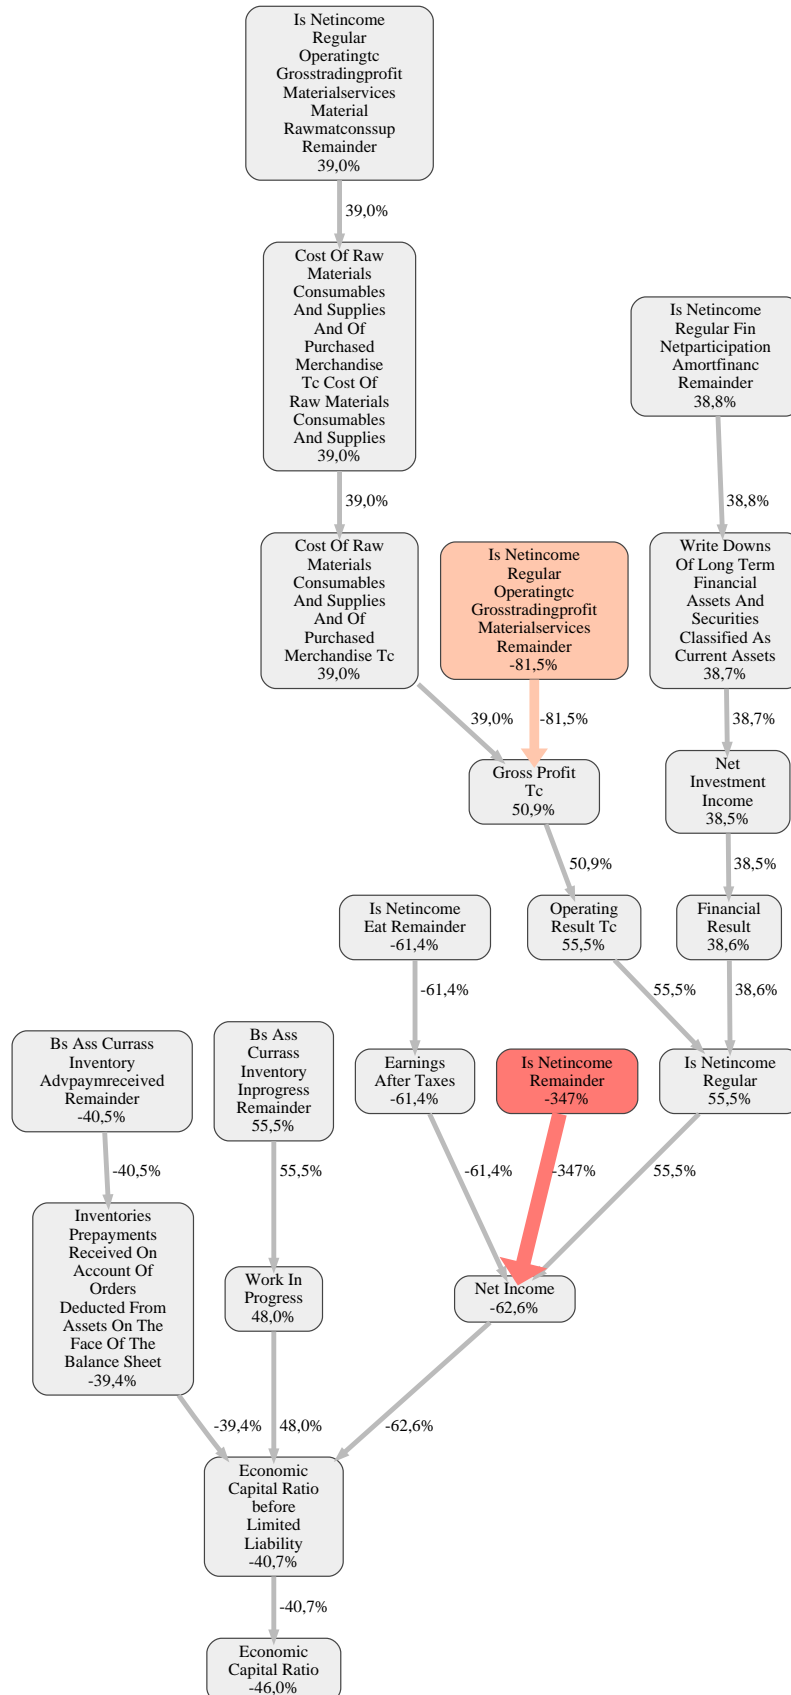 Is Netincome
Regular
Operatingtc
Grosstradingprofit
Materialservices
Material
Rawmatconssup
Remainder
39,0%
39,0%
Cost Of Raw
Materials
Consumables
And Supplies
And Of
Purchased
Merchandise
Tc Cost Of
Raw Materials
Consumables
And Supplies
39,0%
Is Netincome
Regular Fin
Netparticipation
Amortfinanc
Remainder
38,8%
39,0%
38,8%
Cost Of Raw
Materials
Consumables
And Supplies
And Of
Purchased
Merchandise Tc
39,0%
Is Netincome
Regular
Operatingtc
Grosstradingprofit
Materialservices
Remainder
-81,5%
Write Downs
Of Long Term
Financial
Assets And
Securities
Classified As
Current Assets
38,7%
39,0%
-81,5%
38,7%
Gross Profit
Tc
50,9%
Net
Investment
Income
38,5%
50,9%
38,5%
Is Netincome
Eat Remainder
-61,4%
Operating
Result Tc
55,5%
Financial
Result
38,6%
-61,4%
55,5%
38,6%
Bs Ass Currass
Inventory
Advpaymreceived
Remainder
-40,5%
Bs Ass
Currass
Inventory
Inprogress
Remainder
55,5%
Earnings
After Taxes
-61,4%
Is Netincome
Remainder
-347%
Is Netincome
Regular
55,5%
-40,5%
55,5%
-61,4%
-347%
55,5%
Inventories
Prepayments
Received On
Account Of
Orders
Deducted From
Assets On The
Face Of The
Balance Sheet
-39,4%
Work In
Progress
48,0%
Net Income
-62,6%
-39,4%
48,0%
-62,6%
Economic
Capital Ratio
before
Limited
Liability
-40,7%
-40,7%
Economic
Capital Ratio
-46,0%